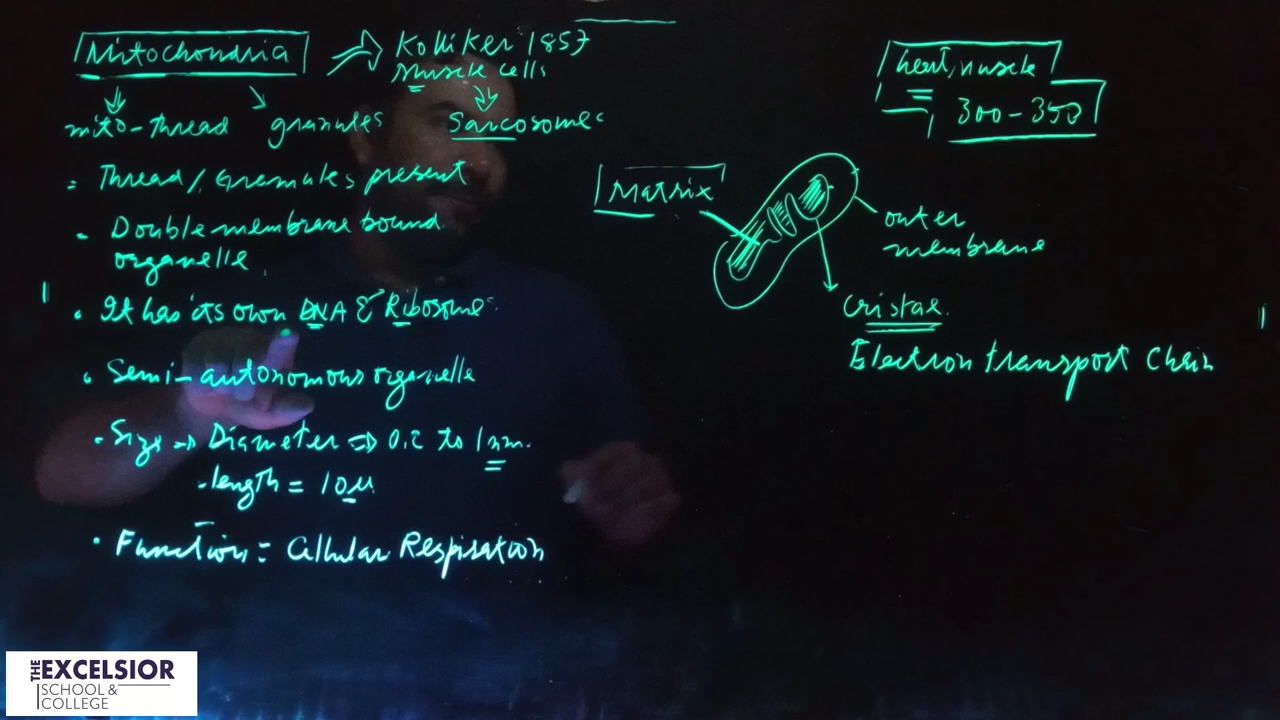 Mitochondria
Kolliker 1857
Muscle cells
mito-thread
granules
Sarcosomes
Thread/Granules present
Double membrane bound
organelle.
It has its own DNA & Ribosomes
Semi-autonomous organelle
Size → Diameter ⇒ 0.2 to 1nm.
-length = 10μ
Function = Cellular Respiration
heart, muscle
300-350
Matrix
outer
membrane
cristae.
Electron transport Chain
THE EXCELSIOR
SCHOOL &
COLLEGE